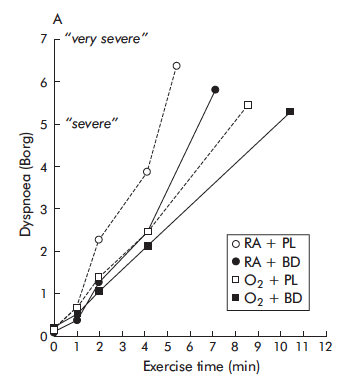 A
7 "very severe"
6
5 "severe"
4
3
2
1
0
Dyspnoea (Borg)
○ RA + PL
● RA + BD
□ O₂ + PL
■ O₂ + BD
0 1 2 3 4 5 6 7 8 9 10 11 12
Exercise time (min)